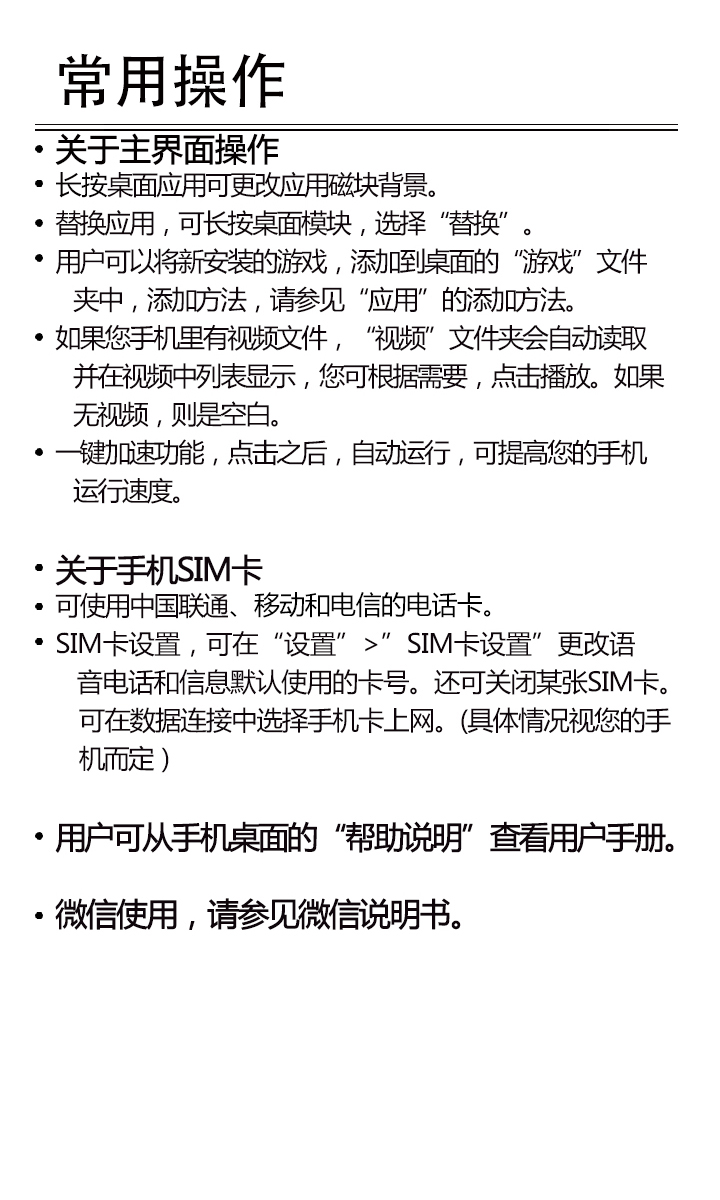 常用操作
• 关于主界面操作
• 长按桌面应用可更改应用磁块背景。
• 替换应用，可长按桌面模块，选择“替换”。
• 用户可以将新安装的游戏，添加到桌面的“游戏”文件
夹中，添加方法，请参见“应用”的添加方法。
• 如果您手机里有视频文件，“视频”文件夹会自动读取
并在视频中列表显示，您可根据需要，点击播放。如果
无视频，则是空白。
• 一键加速功能，点击之后，自动运行，可提高您的手机
运行速度。
• 关于手机SIM卡
• 可使用中国联通、移动和电信的电话卡。
• SIM卡设置，可在“设置”>”SIM卡设置”更改语
音电话和信息默认使用的卡号。还可关闭某张SIM卡。
可在数据连接中选择手机卡上网。(具体情况视您的手
机而定）
• 用户可从手机桌面的“帮助说明”查看用户手册。
• 微信使用，请参见微信说明书。